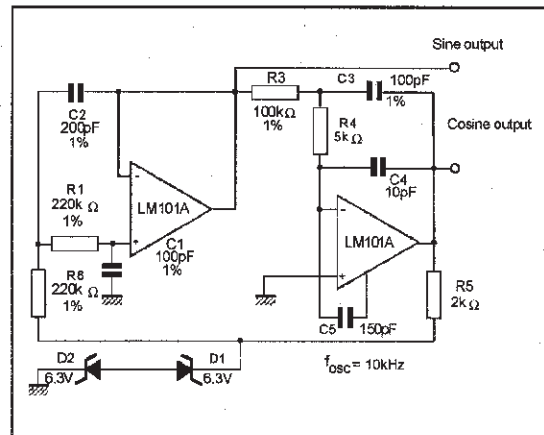 Sine output
R3
C3
100pF
1%
100kΩ
1%
C2
200pF
1%
R4
5kΩ
Cosine output
C4
10pF
R1
220kΩ
1%
-
LM101A
+
C1
100pF
1%
-
LM101A
+
R6
220kΩ
1%
R5
2kΩ
C5
150pF
D2
6.3V
D1
6.3V
fosc = 10kHz